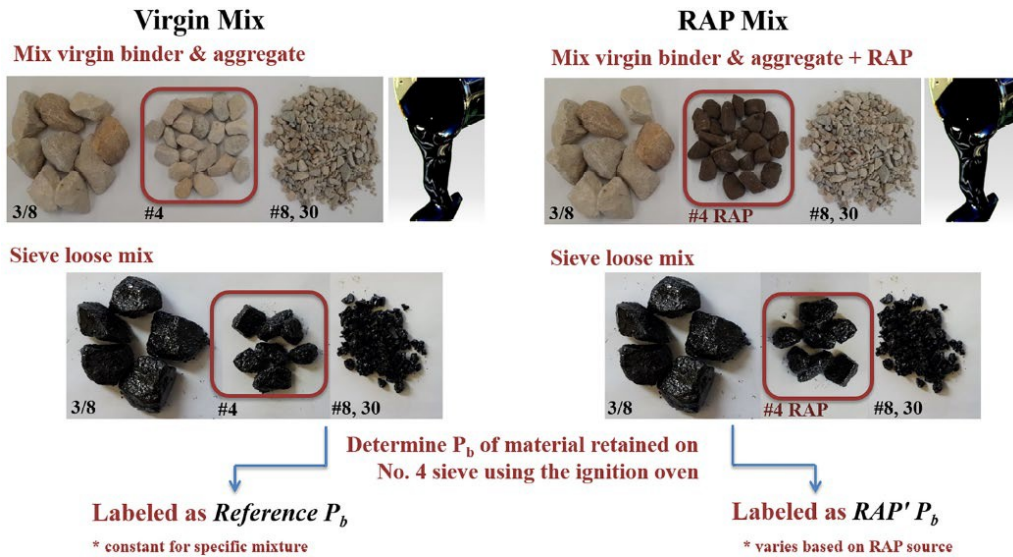 Virgin Mix
Mix virgin binder & aggregate
3/8
#4
#8, 30
Sieve loose mix
3/8
#4
#8, 30
RAP Mix
Mix virgin binder & aggregate + RAP
3/8
#4 RAP
#8, 30
Sieve loose mix
3/8
#4 RAP
#8, 30
Determine Pb of material retained on
No. 4 sieve using the ignition oven
Labeled as Reference Pb
* constant for specific mixture
Labeled as RAP' Pb
* varies based on RAP source